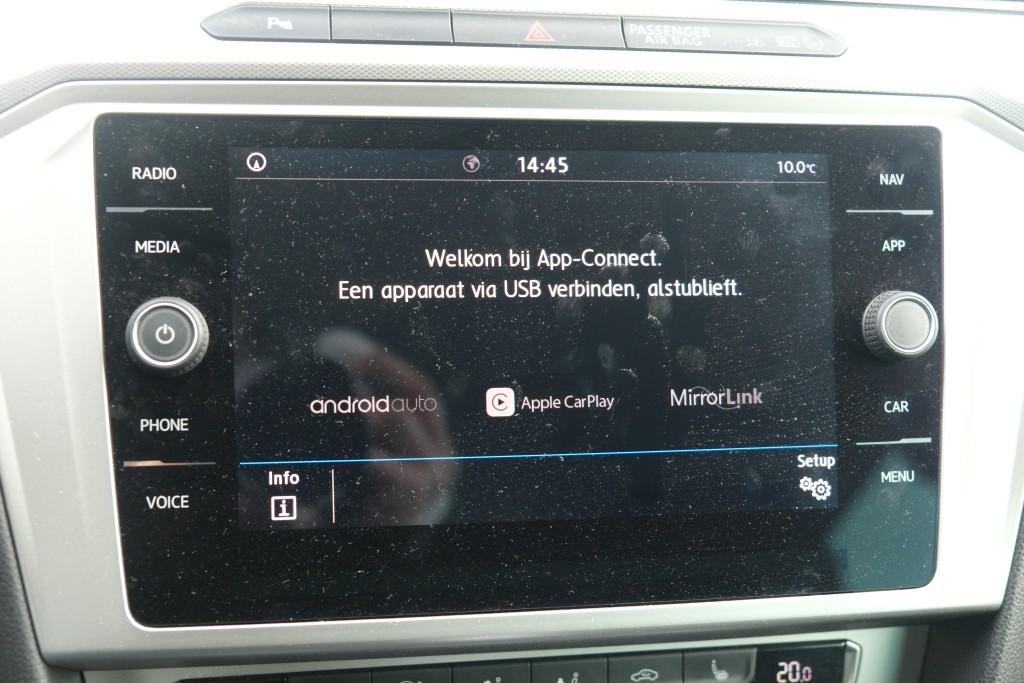 PASSENGER
AIR BAG
RADIO
MEDIA
PHONE
VOICE
14:45
10.0°C
Welkom bij App-Connect.
Een apparaat via USB verbinden, alstublieft.
androidauto
Apple CarPlay
MirrorLink
Info
Setup
NAV
APP
CAR
MENU
20.0